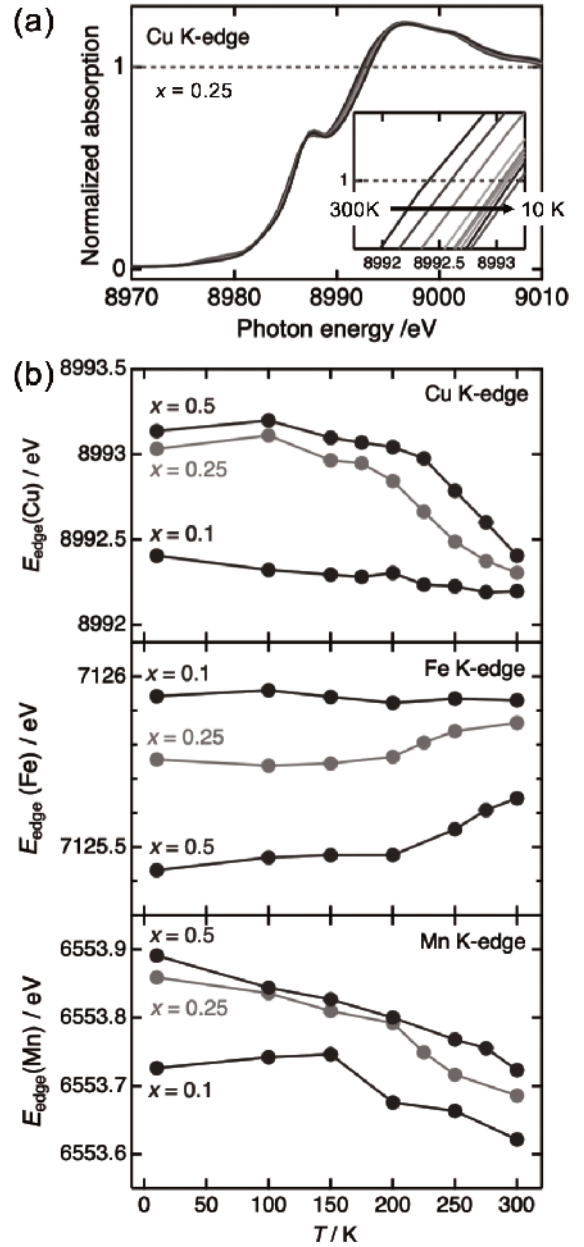 (a)
Cu K-edge
x = 0.25
Normalized absorption
1
0
1
300 K
10 K
8992 8992.5 8993
8970 8980 8990 9000 9010
Photon energy /eV
(b)
Cu K-edge
8993.5
8993
8992.5
8992
E_edge(Cu) / eV
x = 0.5
x = 0.25
x = 0.1
Fe K-edge
7126
7125.5
E_edge (Fe) / eV
x = 0.1
x = 0.25
x = 0.5
Mn K-edge
6553.9
6553.8
6553.7
6553.6
E_edge(Mn) / eV
x = 0.5
x = 0.25
x = 0.1
0 50 100 150 200 250 300
T / K